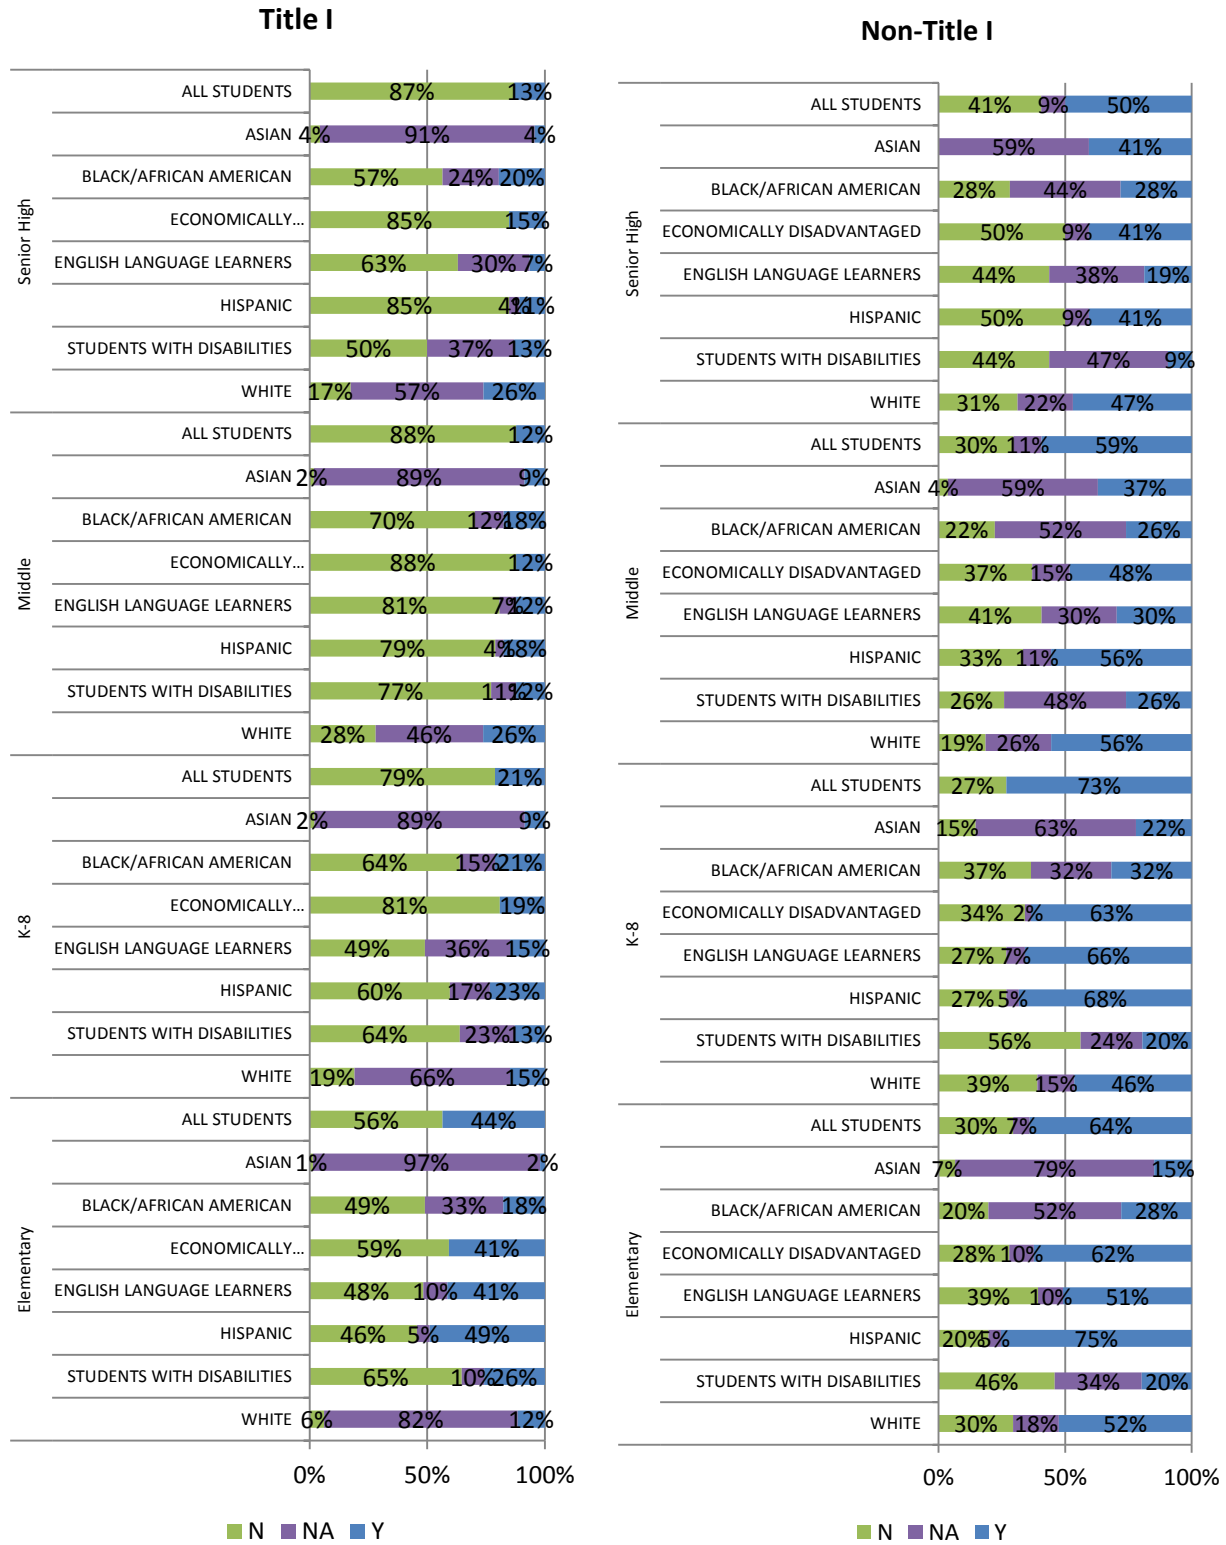 Title I
Senior High
ALL STUDENTS 87% 13%
ASIAN 4% 91% 4%
BLACK/AFRICAN AMERICAN 57% 24% 20%
ECONOMICALLY... 85% 15%
ENGLISH LANGUAGE LEARNERS 63% 30% 7%
HISPANIC 85% 4% 11%
STUDENTS WITH DISABILITIES 50% 37% 13%
WHITE 17% 57% 26%
Middle
ALL STUDENTS 88% 12%
ASIAN 2% 89% 9%
BLACK/AFRICAN AMERICAN 70% 12% 18%
ECONOMICALLY... 88% 12%
ENGLISH LANGUAGE LEARNERS 81% 7% 12%
HISPANIC 79% 4% 18%
STUDENTS WITH DISABILITIES 77% 11% 12%
WHITE 28% 46% 26%
K-8
ALL STUDENTS 79% 21%
ASIAN 2% 89% 9%
BLACK/AFRICAN AMERICAN 64% 15% 21%
ECONOMICALLY... 81% 19%
ENGLISH LANGUAGE LEARNERS 49% 36% 15%
HISPANIC 60% 17% 23%
STUDENTS WITH DISABILITIES 64% 23% 13%
WHITE 19% 66% 15%
Elementary
ALL STUDENTS 56% 44%
ASIAN 1% 97% 2%
BLACK/AFRICAN AMERICAN 49% 33% 18%
ECONOMICALLY... 59% 41%
ENGLISH LANGUAGE LEARNERS 48% 10% 41%
HISPANIC 46% 5% 49%
STUDENTS WITH DISABILITIES 65% 10% 26%
WHITE 6% 82% 12%
0% 50% 100%
N NA Y
Non-Title I
Senior High
ALL STUDENTS 41% 9% 50%
ASIAN 59% 41%
BLACK/AFRICAN AMERICAN 28% 44% 28%
ECONOMICALLY DISADVANTAGED 50% 9% 41%
ENGLISH LANGUAGE LEARNERS 44% 38% 19%
HISPANIC 50% 9% 41%
STUDENTS WITH DISABILITIES 44% 47% 9%
WHITE 31% 22% 47%
Middle
ALL STUDENTS 30% 11% 59%
ASIAN 4% 59% 37%
BLACK/AFRICAN AMERICAN 22% 52% 26%
ECONOMICALLY DISADVANTAGED 37% 15% 48%
ENGLISH LANGUAGE LEARNERS 41% 30% 30%
HISPANIC 33% 11% 56%
STUDENTS WITH DISABILITIES 26% 48% 26%
WHITE 19% 26% 56%
K-8
ALL STUDENTS 27% 73%
ASIAN 15% 63% 22%
BLACK/AFRICAN AMERICAN 37% 32% 32%
ECONOMICALLY DISADVANTAGED 34% 2% 63%
ENGLISH LANGUAGE LEARNERS 27% 7% 66%
HISPANIC 27% 5% 68%
STUDENTS WITH DISABILITIES 56% 24% 20%
WHITE 39% 15% 46%
Elementary
ALL STUDENTS 30% 7% 64%
ASIAN 7% 79% 15%
BLACK/AFRICAN AMERICAN 20% 52% 28%
ECONOMICALLY DISADVANTAGED 28% 10% 62%
ENGLISH LANGUAGE LEARNERS 39% 10% 51%
HISPANIC 20% 5% 75%
STUDENTS WITH DISABILITIES 46% 34% 20%
WHITE 30% 18% 52%
0% 50% 100%
N NA Y